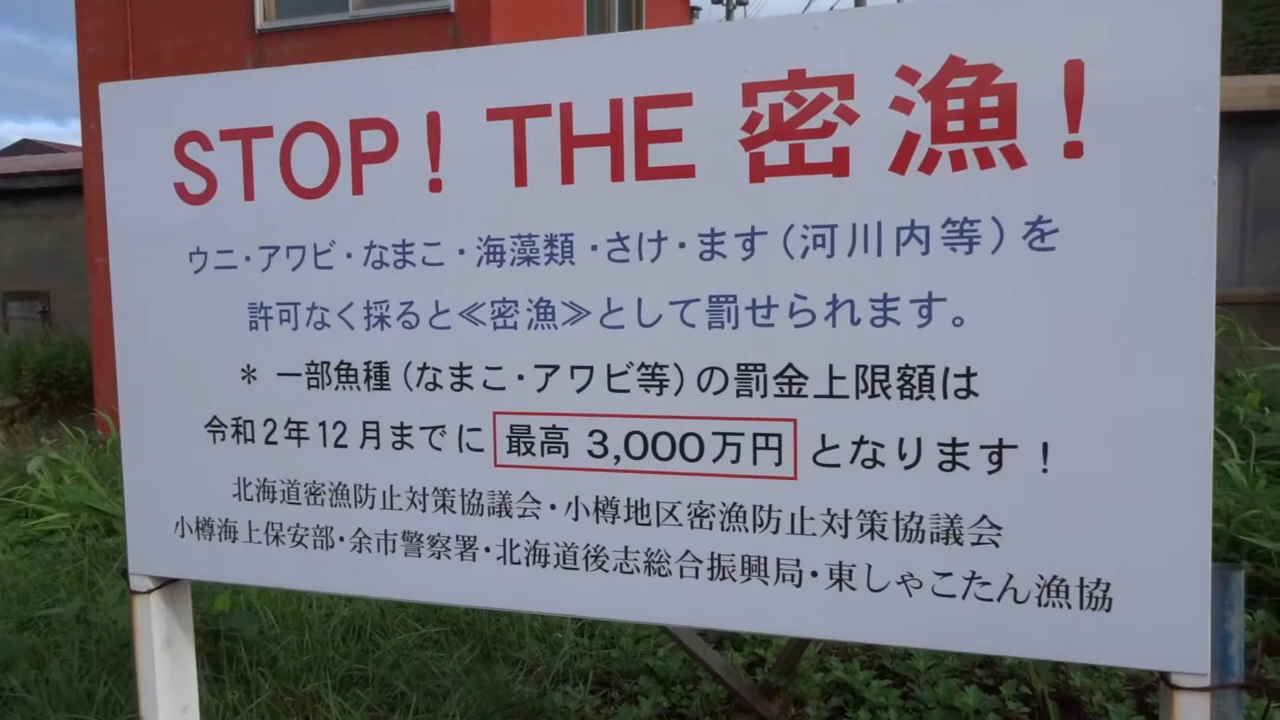 STOP! THE 密漁!
ウニ・アワビ・なまこ・海藻類・さけ・ます(河川内等)を
許可なく採ると≪密漁≫として罰せられます。
＊ 一部魚種(なまこ・アワビ等)の罰金上限額は
令和2年12月までに 最高 3,000万円 となります!
北海道密漁防止対策協議会・小樽地区密漁防止対策協議会
小樽海上保安部・余市警察署・北海道後志総合振興局・東しゃこたん漁協